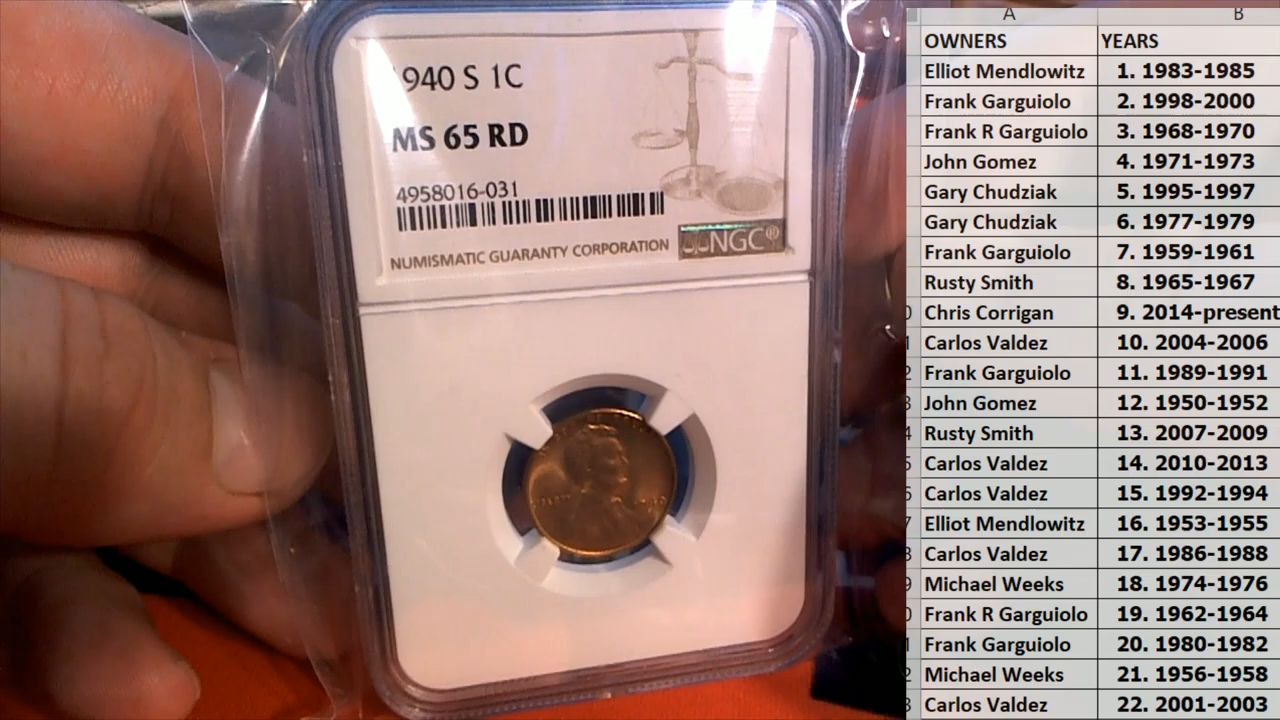 940 S 1C
MS 65 RD
4958016-031
NUMISMATIC GUARANTY CORPORATION
NGC®
A B
OWNERS YEARS
Elliot Mendlowitz 1. 1983-1985
Frank Garguiolo 2. 1998-2000
Frank R Garguiolo 3. 1968-1970
John Gomez 4. 1971-1973
Gary Chudziak 5. 1995-1997
Gary Chudziak 6. 1977-1979
Frank Garguiolo 7. 1959-1961
Rusty Smith 8. 1965-1967
Chris Corrigan 9. 2014-present
Carlos Valdez 10. 2004-2006
Frank Garguiolo 11. 1989-1991
John Gomez 12. 1950-1952
Rusty Smith 13. 2007-2009
Carlos Valdez 14. 2010-2013
Carlos Valdez 15. 1992-1994
Elliot Mendlowitz 16. 1953-1955
Carlos Valdez 17. 1986-1988
Michael Weeks 18. 1974-1976
Frank R Garguiolo 19. 1962-1964
Frank Garguiolo 20. 1980-1982
Michael Weeks 21. 1956-1958
Carlos Valdez 22. 2001-2003